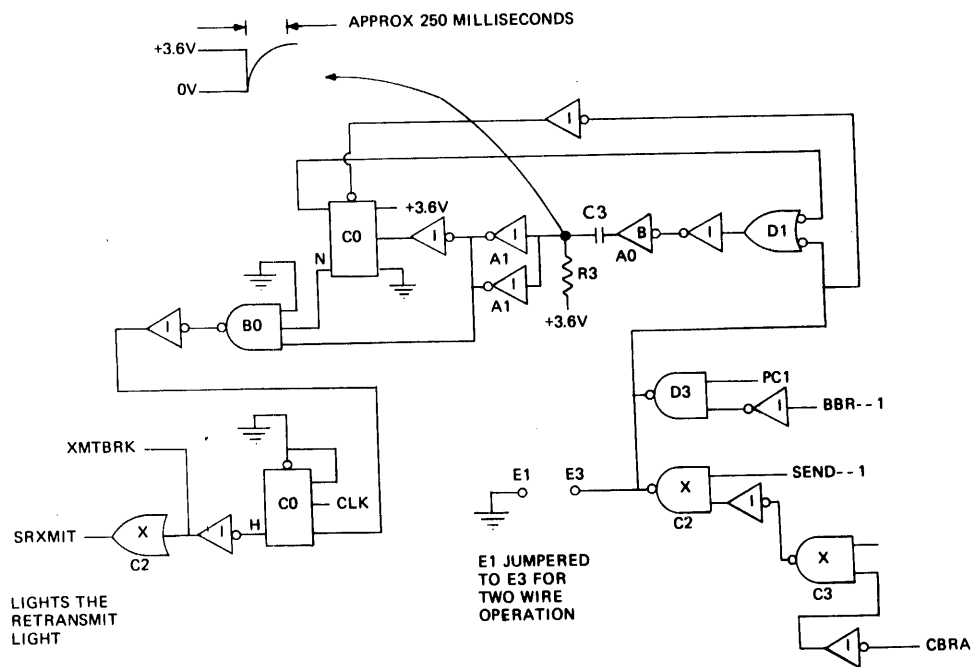 APPROX 250 MILLISECONDS
+3.6V
0V
I
+3.6V
C0
I
I
A1
I
A1
C3
B
A0
I
D1
R3
+3.6V
N
I
B0
D3
PC1
I
BBR--1
XMTBRK
SRXMIT
X
C2
I
H
C0
CLK
E1
E3
X
C2
SEND--1
I
X
C3
I
CBRA
E1 JUMPERED
TO E3 FOR
TWO WIRE
OPERATION
LIGHTS THE
RETRANSMIT
LIGHT